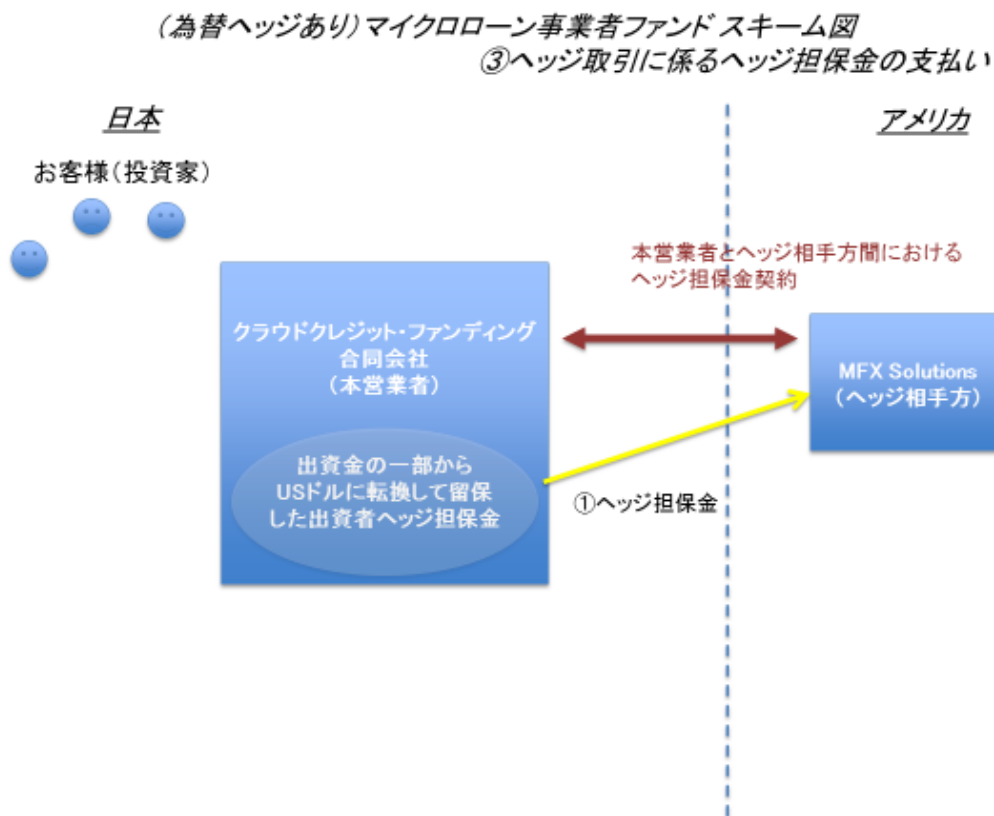 （為替ヘッジあり）マイクロローン事業者ファンド スキーム図
③ヘッジ取引に係るヘッジ担保金の支払い
日本
アメリカ
お客様（投資家）
本営業者とヘッジ相手方間における
ヘッジ担保金契約
クラウドクレジット・ファンディング
合同会社
（本営業者）
MFX Solutions
（ヘッジ相手方）
出資金の一部から
USドルに転換して留保
した出資者ヘッジ担保金
①ヘッジ担保金